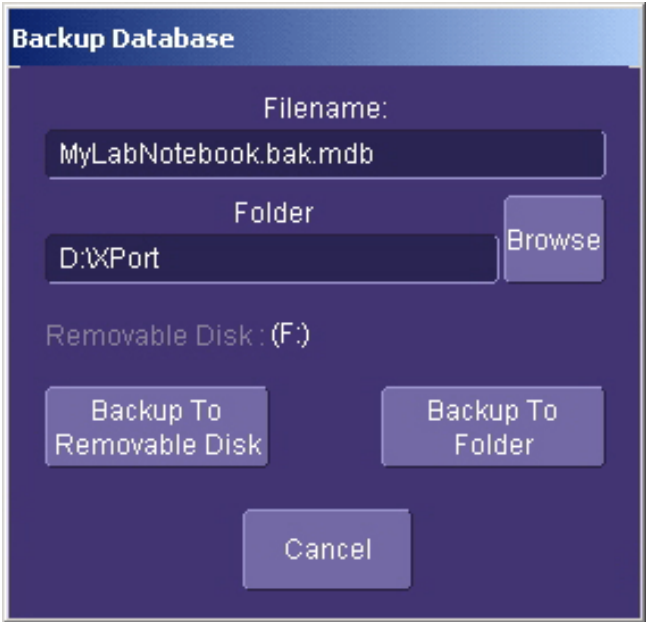 Backup Database
Filename:
MyLabNotebook.bak.mdb
Folder
D:\XPort
Browse
Removable Disk : (F:)
Backup To
Removable Disk
Backup To
Folder
Cancel